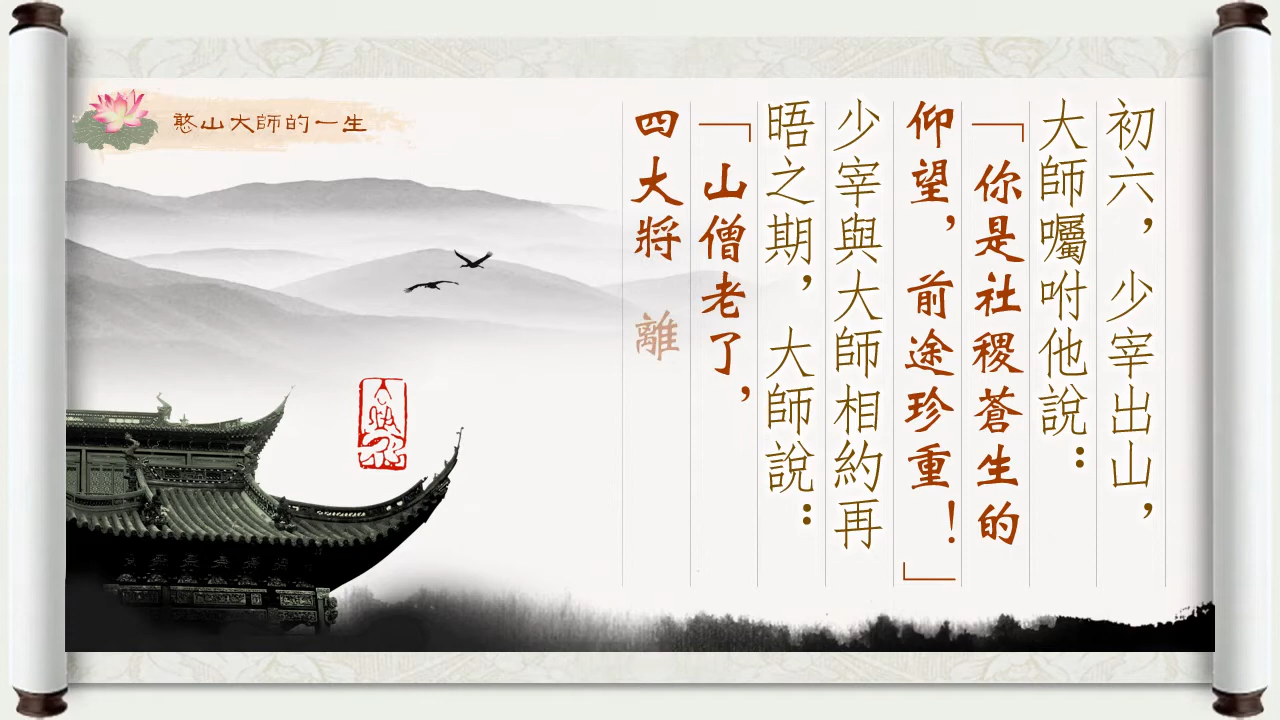 憨山大師的一生
初六，少宰出山，
大師囑咐他說：
「你是社稷蒼生的
仰望，前途珍重！」
少宰與大師相約再
晤之期，大師說：
「山僧老了，
四大將離